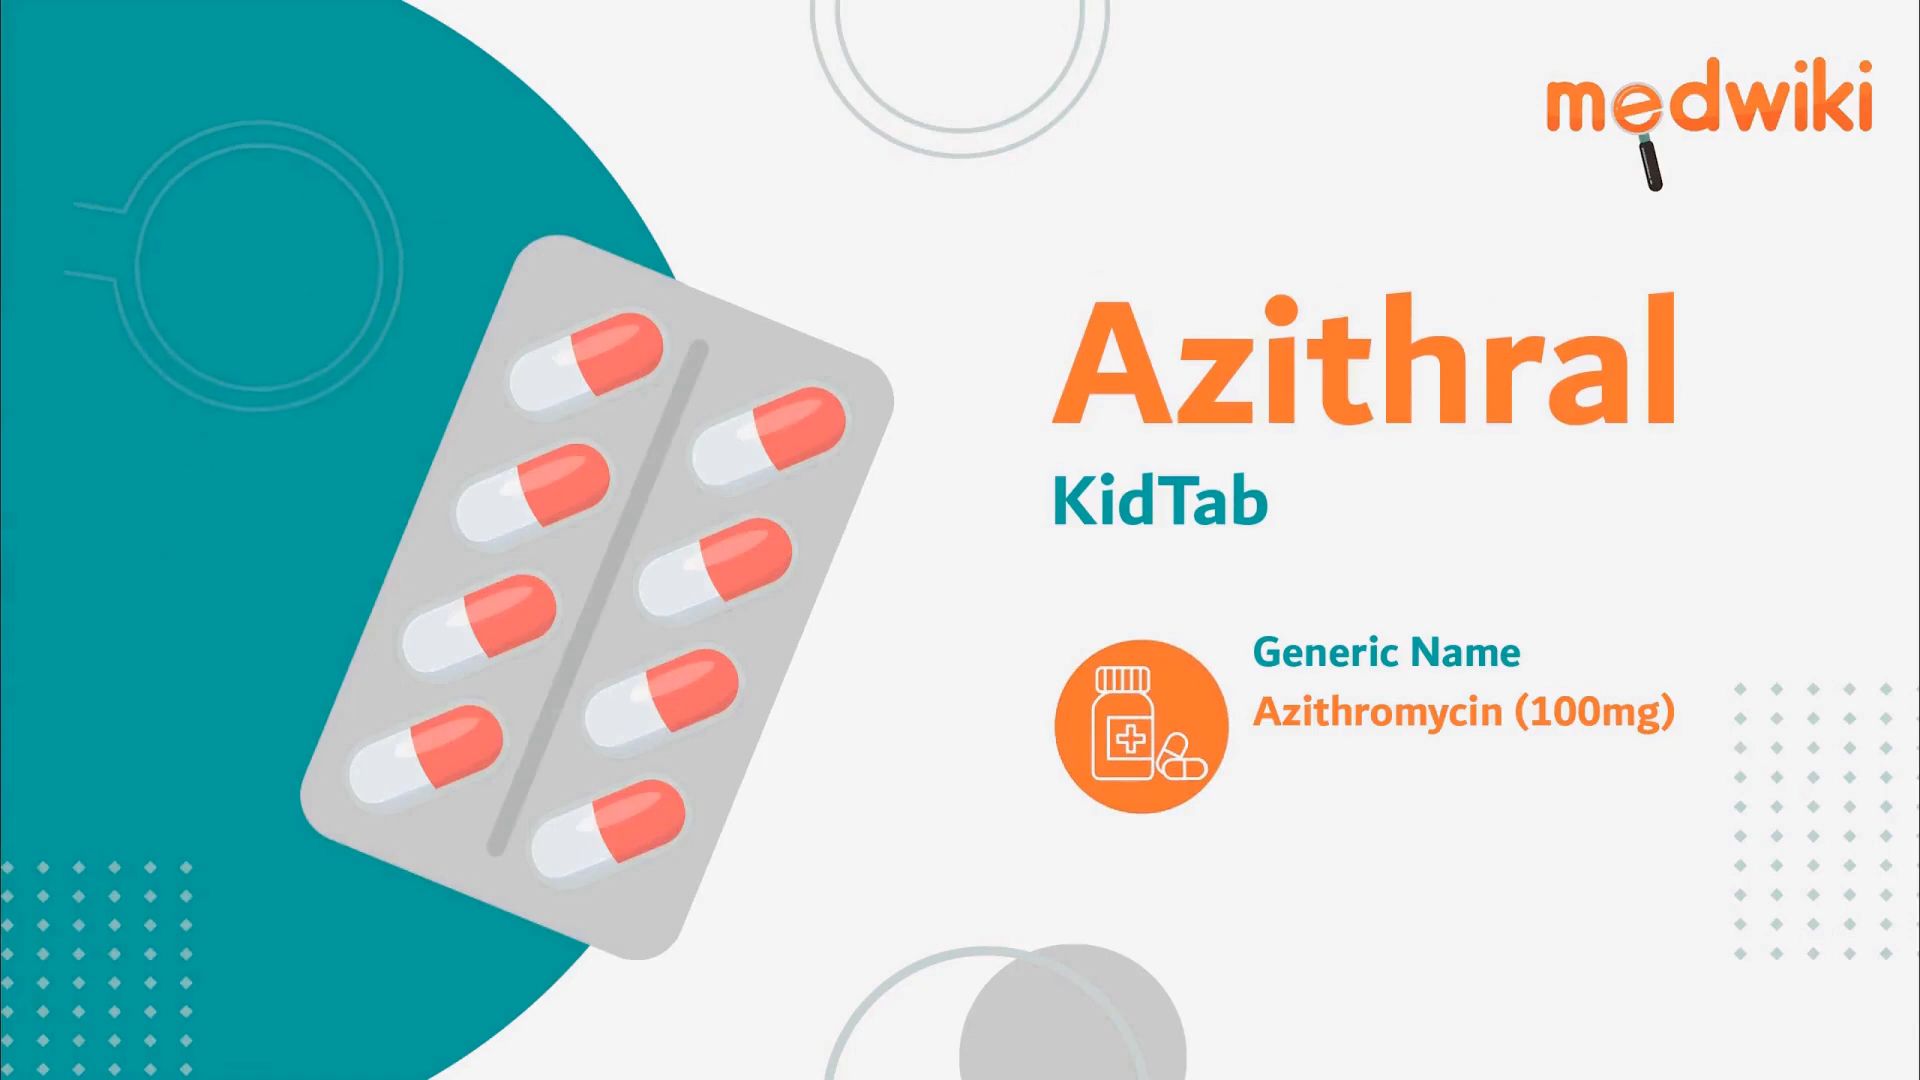 medwiki
Azithral
KidTab
Generic Name
Azithromycin (100mg)